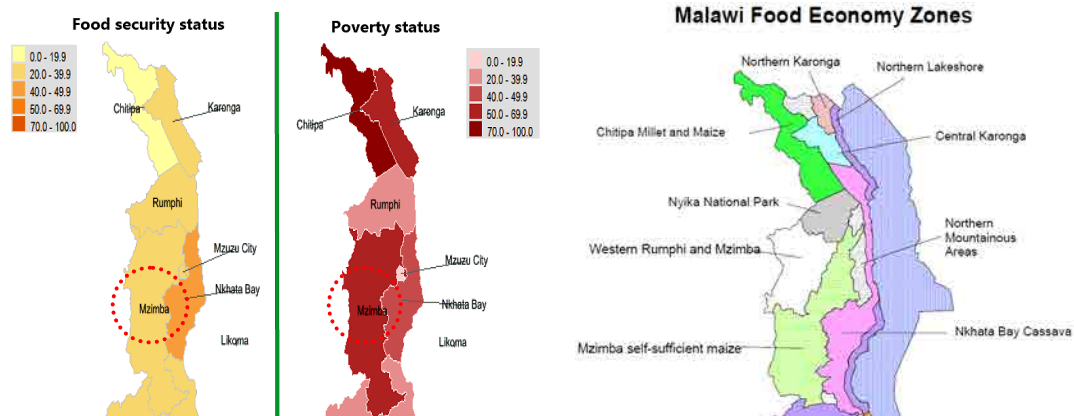 Food security status
0.0 - 19.9
20.0 - 39.9
40.0 - 49.9
50.0 - 69.9
70.0 - 100.0
Chitipa
Karonga
Rumphi
Mzuzu City
Nkhata Bay
Mzimba
Likoma
Poverty status
0.0 - 19.9
20.0 - 39.9
40.0 - 49.9
50.0 - 69.9
70.0 - 100.0
Karonga
Chitipa
Rumphi
Mzuzu City
Nkhata Bay
Mzimba
Likoma
Malawi Food Economy Zones
Northern Karonga
Northern Lakeshore
Chitipa Millet and Maize
Central Karonga
Nyika National Park
Northern
Mountainous
Areas
Western Rumphi and Mzimba
Nkhata Bay Cassava
Mzimba self-sufficient maize